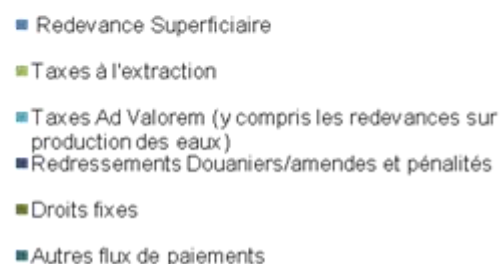 Redevance Superficiaire
Taxes à l'extraction
Taxes Ad Valorem (y compris les redevances sur
production des eaux)
Redressements Douaniers/amendes et pénalités
Droits fixes
Autres flux de paiements